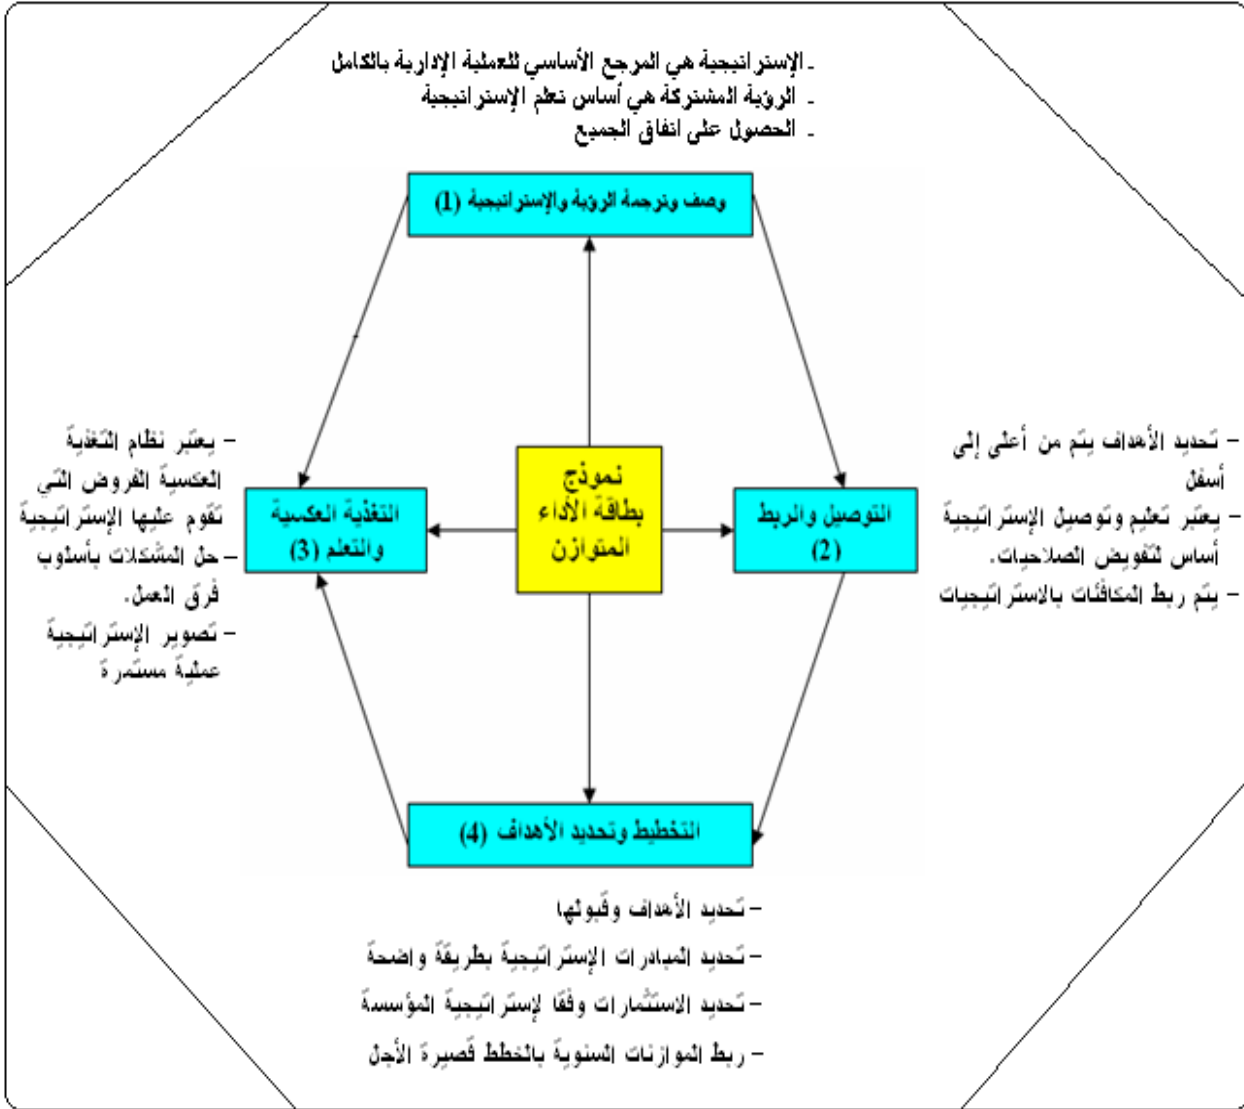 ـ الإستراتيجية هي المرجع الأساسي للعملية الإدارية بالكامل
ـ الرؤية المشتركة هي أساس تعلم الإستراتيجية
ـ الحصول على اتفاق الجميع
وصف وترجمة الرؤية والإستراتيجية (1)
– تحديد الأهداف يتم من أعلى إلى
أسفل
– يعتبر تعليم وتوصيل الإستراتيجية
أساس لتفويض الصلاحيات.
– يتم ربط المكافئات بالاستراتيجيات
التوصيل والربط
(2)
نموذج
بطاقة الأداء
المتوازن
التغذية العكسية
والتعلم (3)
– يعتبر نظام التغذية
العكسية الفروض التي
تقوم عليها الإستراتيجية
– حل المشكلات بأسلوب
فرق العمل.
– تصوير الإستراتيجية
عملية مستمرة
التخطيط وتحديد الأهداف (4)
– تحديد الأهداف وقبولها
– تحديد المبادرات الإستراتيجية بطريقة واضحة
– تحديد الاستثمارات وفقا لإستراتيجية المؤسسة
– ربط الموازنات السنوية بالخطط قصيرة الأجل